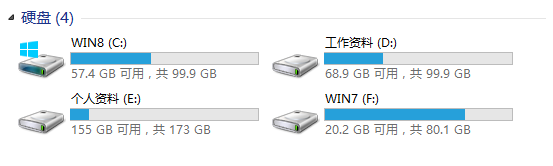 硬盘 (4)
WIN8 (C:)
57.4 GB 可用，共 99.9 GB
工作资料 (D:)
68.9 GB 可用，共 99.9 GB
个人资料 (E:)
155 GB 可用，共 173 GB
WIN7 (F:)
20.2 GB 可用，共 80.1 GB